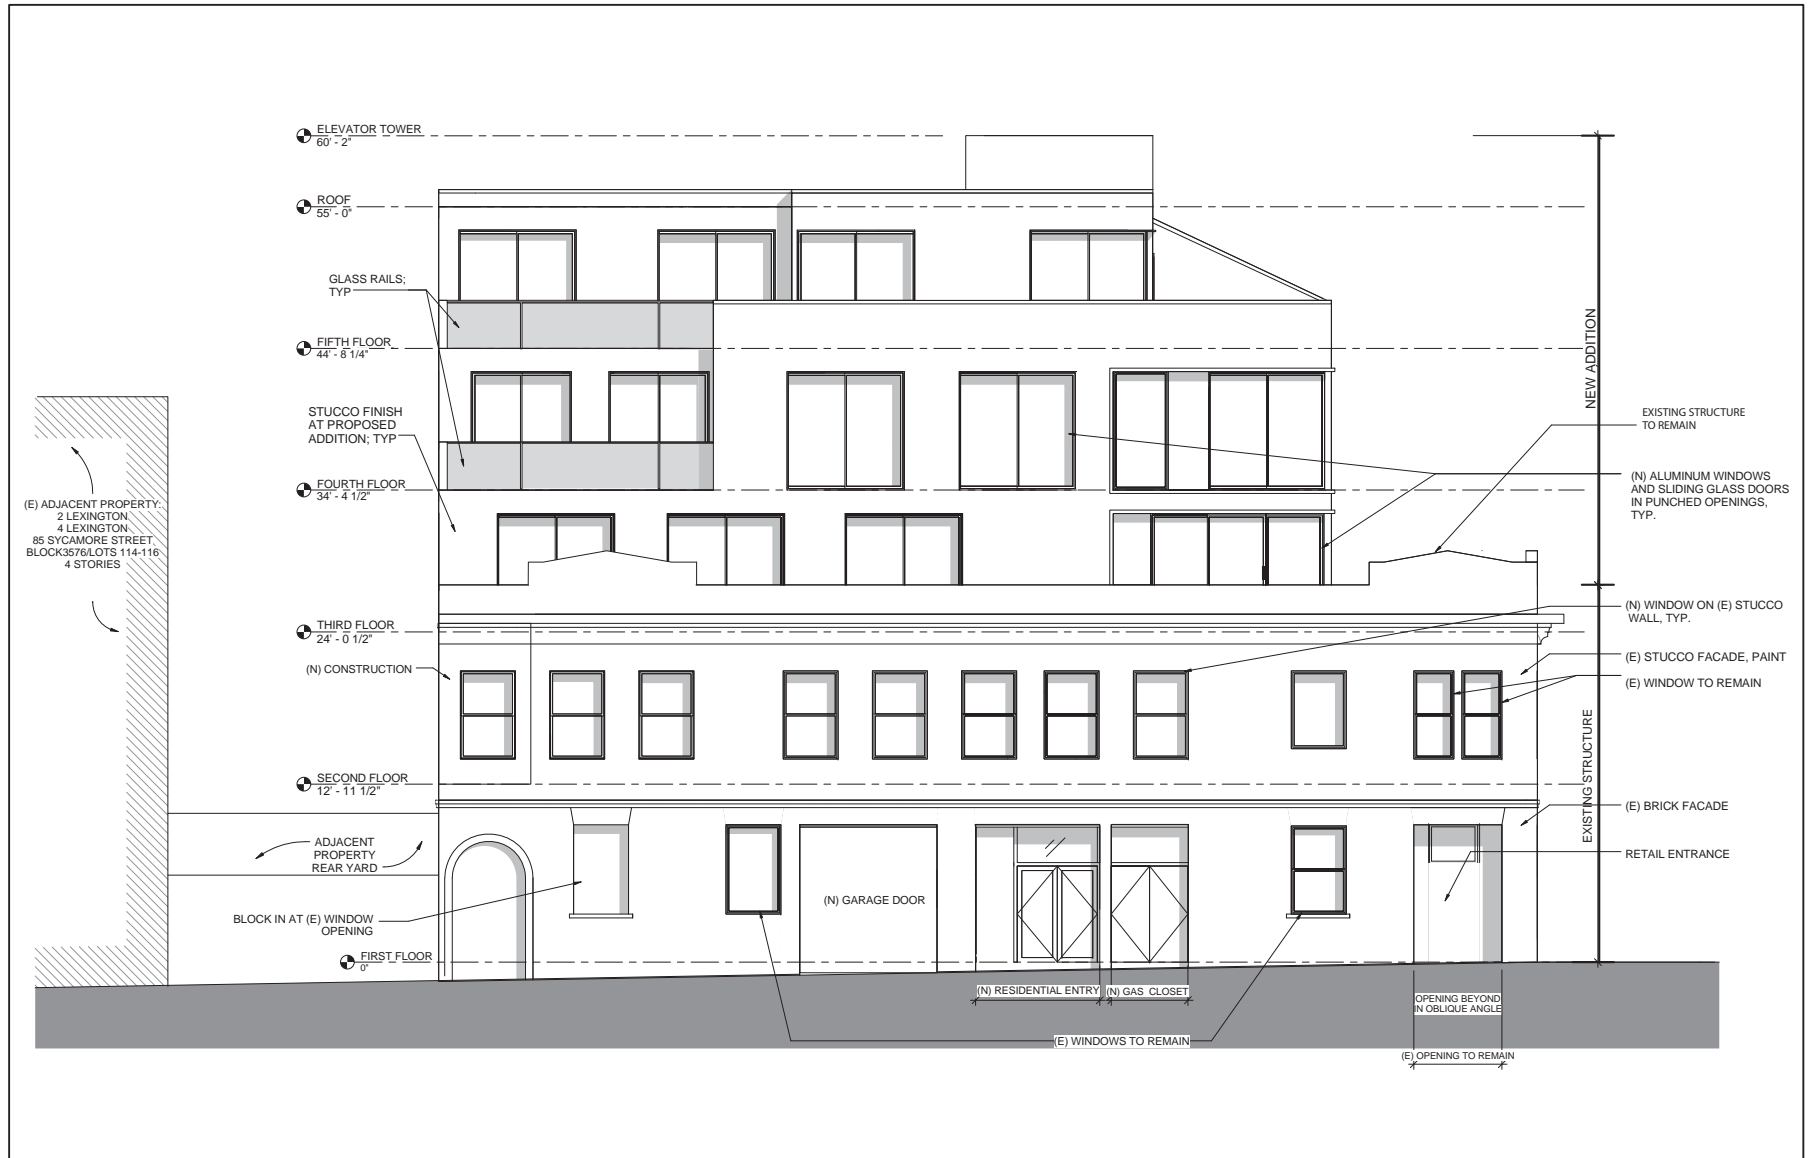 ELEVATOR TOWER
60' - 2"
ROOF
55' - 0"
GLASS RAILS;
TYP
FIFTH FLOOR
44' - 8 1/4"
STUCCO FINISH
AT PROPOSED
ADDITION; TYP
FOURTH FLOOR
34' - 4 1/2"
(E) ADJACENT PROPERTY:
2 LEXINGTON
4 LEXINGTON
85 SYCAMORE STREET
BLOCK3576/LOTS 114-116
4 STORIES
THIRD FLOOR
24' - 0 1/2"
(N) CONSTRUCTION
SECOND FLOOR
12' - 11 1/2"
ADJACENT
PROPERTY
REAR YARD
BLOCK IN AT (E) WINDOW
OPENING
FIRST FLOOR
0"
(N) GARAGE DOOR
(N) RESIDENTIAL ENTRY
(N) GAS CLOSET
(E) WINDOWS TO REMAIN
OPENING BEYOND
IN OBLIQUE ANGLE
(E) OPENING TO REMAIN
NEW ADDITION
EXISTING STRUCTURE
EXISTING STRUCTURE
TO REMAIN
(N) ALUMINUM WINDOWS
AND SLIDING GLASS DOORS
IN PUNCHED OPENINGS,
TYP.
(N) WINDOW ON (E) STUCCO
WALL, TYP.
(E) STUCCO FACADE, PAINT
(E) WINDOW TO REMAIN
(E) BRICK FACADE
RETAIL ENTRANCE